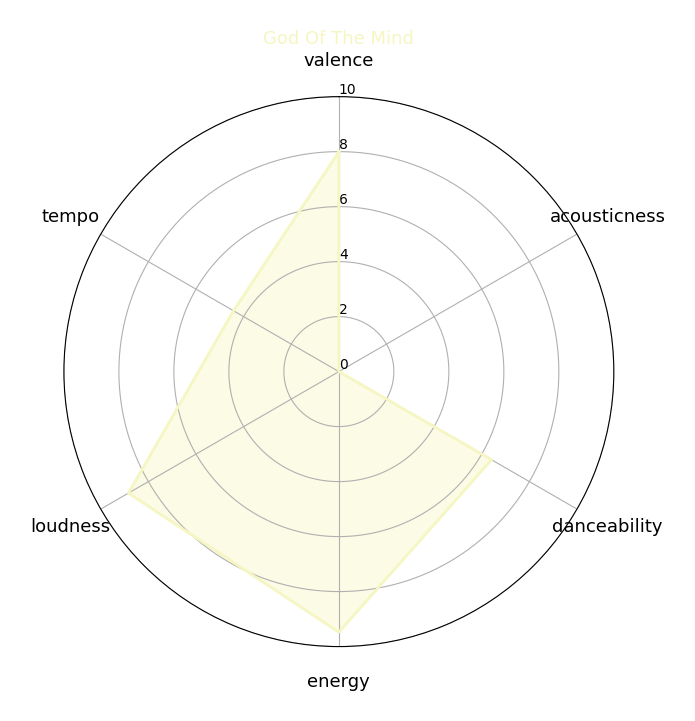 God Of The Mind
valence
10
8
tempo
acousticness
6
4
2
0
loudness
danceability
energy